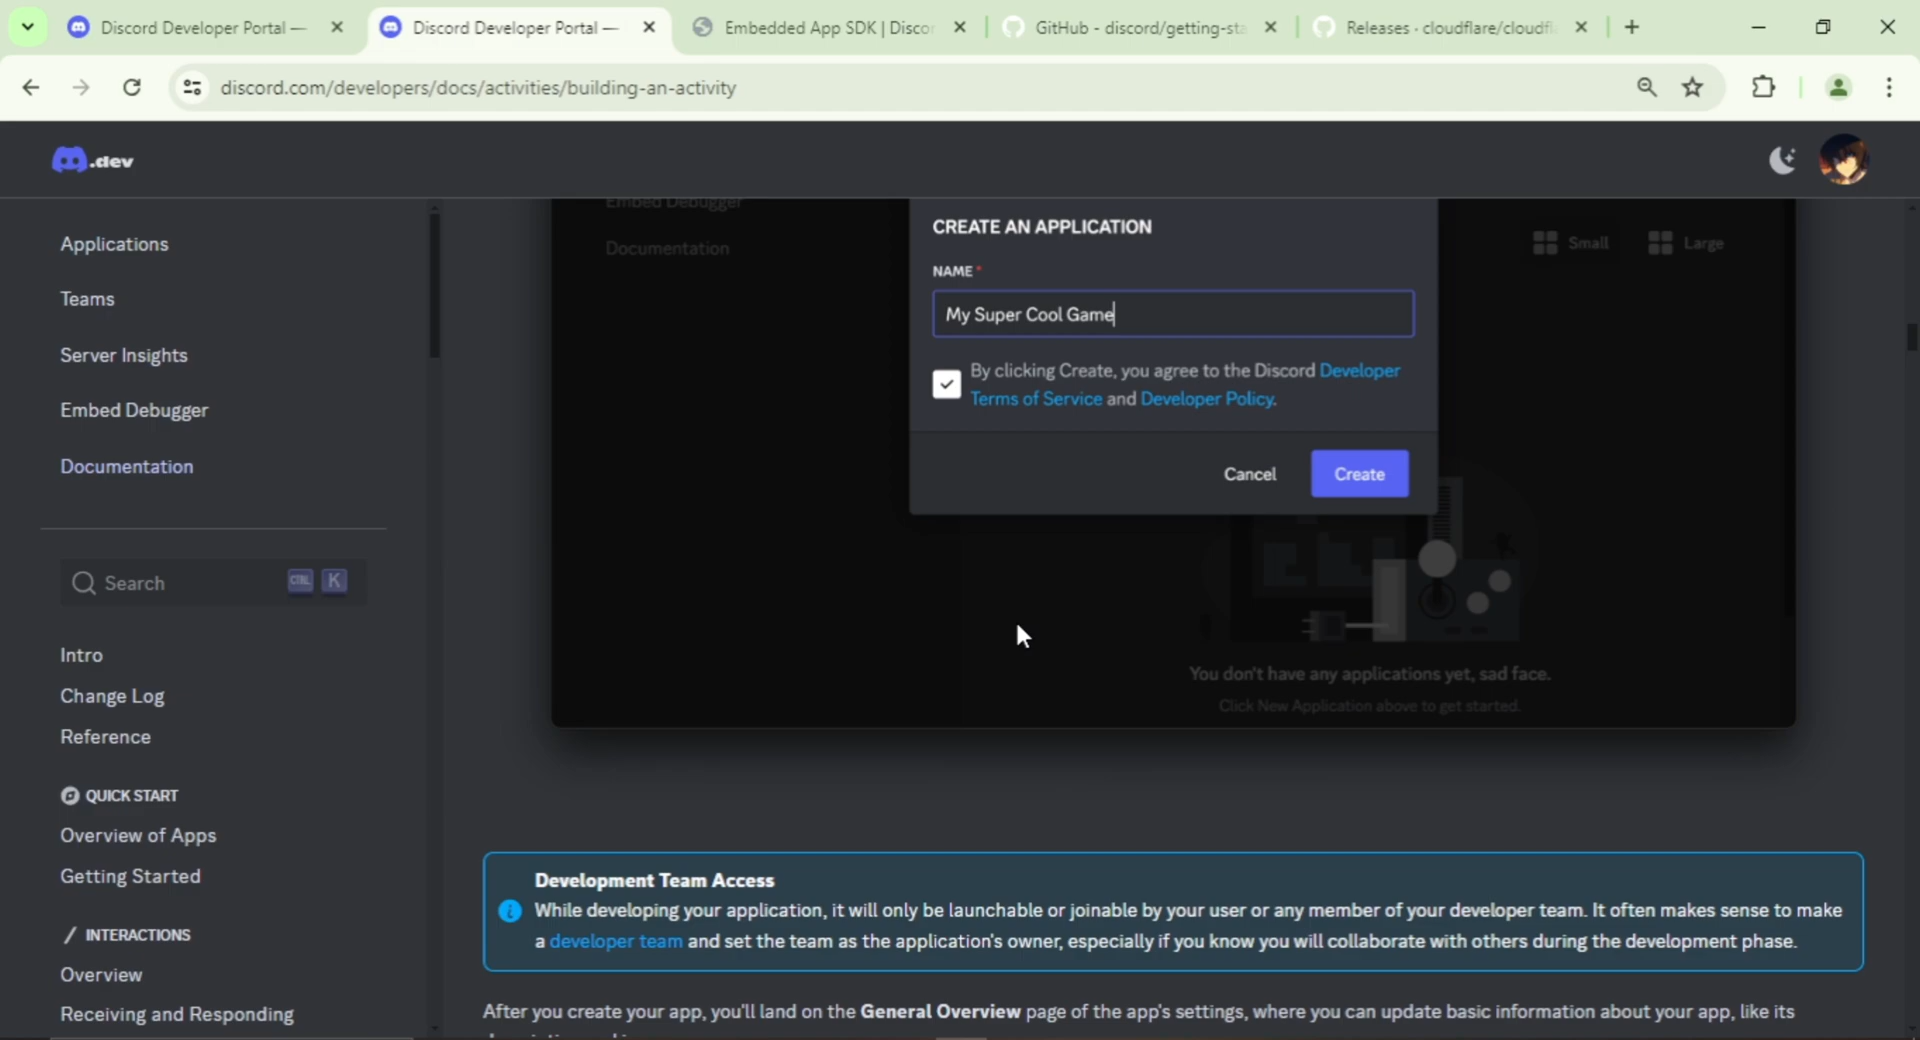 Discord Developer Portal —
Discord Developer Portal —
Embedded App SDK | Discor
GitHub - discord/getting-sta
Releases · cloudflare/cloudfl
discord.com/developers/docs/activities/building-an-activity
.dev
Applications
Teams
Server Insights
Embed Debugger
Documentation
Search
CTRL K
Intro
Change Log
Reference
QUICK START
Overview of Apps
Getting Started
INTERACTIONS
Overview
Receiving and Responding
Embed Debugger
Documentation
CREATE AN APPLICATION
NAME *
My Super Cool Game
By clicking Create, you agree to the Discord Developer
Terms of Service and Developer Policy.
Cancel
Create
Small
Large
You don't have any applications yet, sad face.
Click New Application above to get started.
Development Team Access
While developing your application, it will only be launchable or joinable by your user or any member of your developer team. It often makes sense to make
a developer team and set the team as the application's owner, especially if you know you will collaborate with others during the development phase.
After you create your app, you'll land on the General Overview page of the app's settings, where you can update basic information about your app, like its